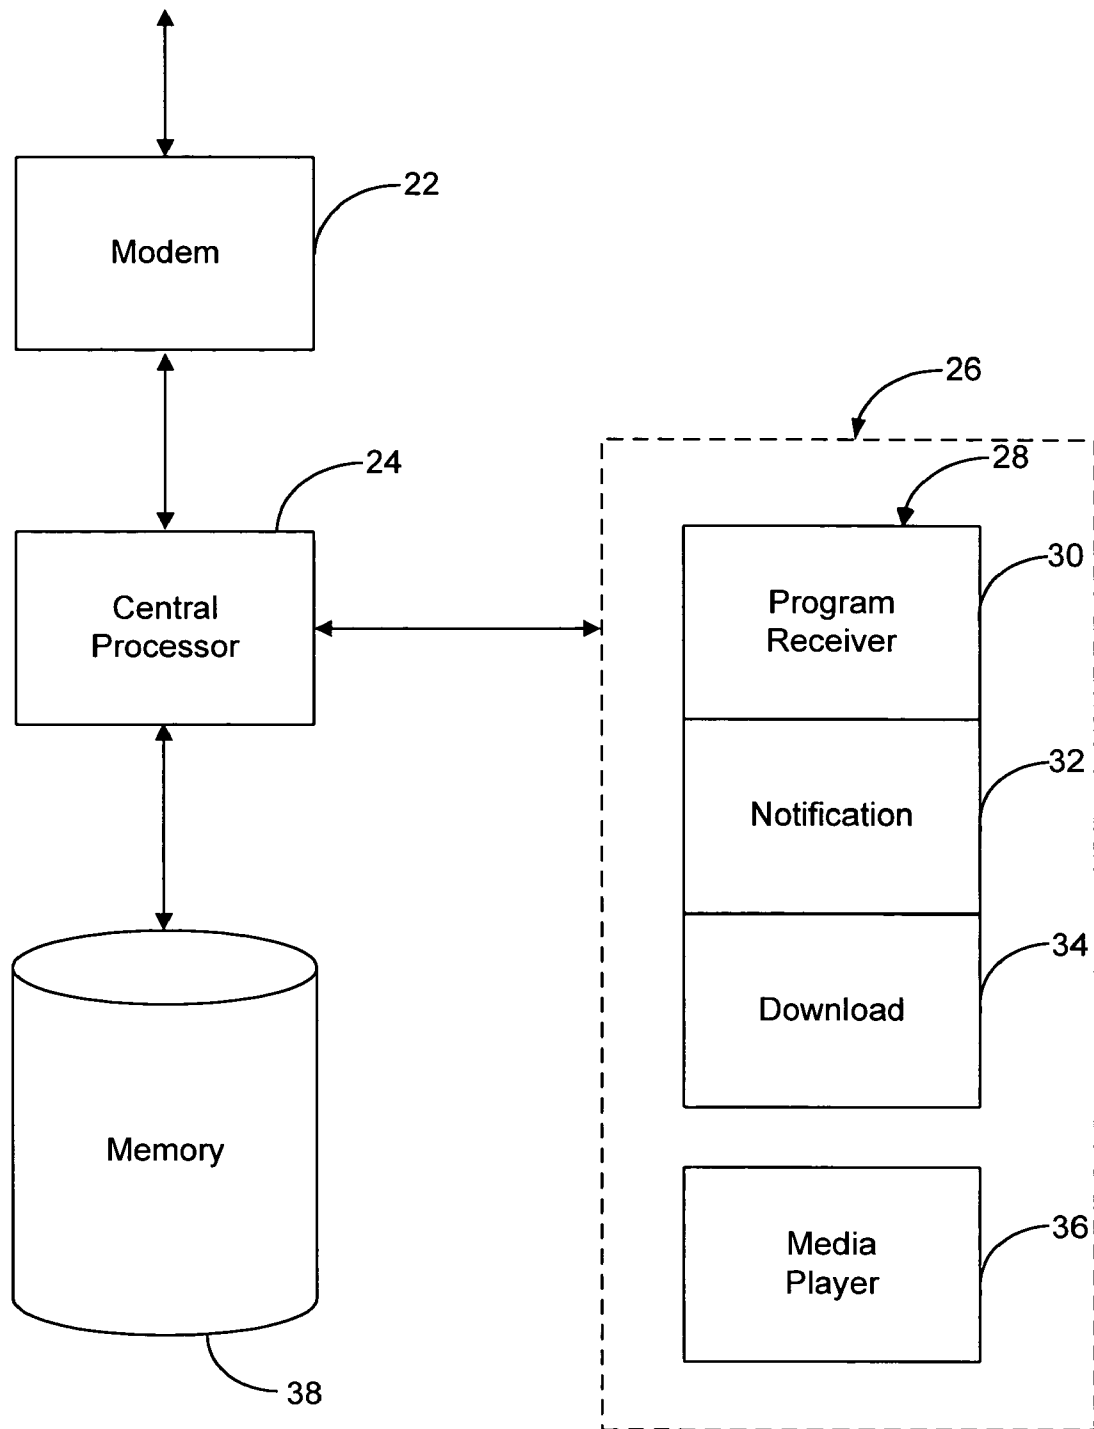 22
Modem
26
24
28
30
Central
Processor
Program
Receiver
32
Notification
34
Download
Memory
36
Media
Player
38